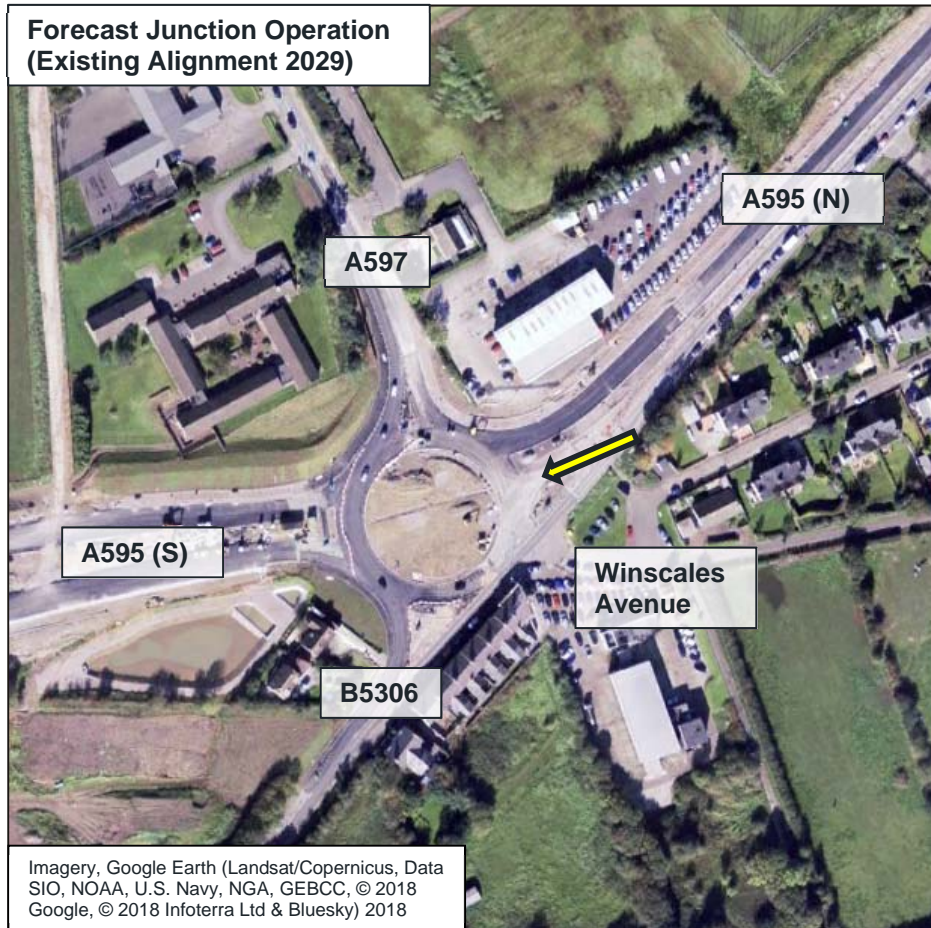 Forecast Junction Operation
(Existing Alignment 2029)
A595 (N)
A597
A595 (S)
Winscales
Avenue
B5306
Imagery, Google Earth (Landsat/Copernicus, Data
SIO, NOAA, U.S. Navy, NGA, GEBCC, © 2018
Google, © 2018 Infoterra Ltd & Bluesky) 2018